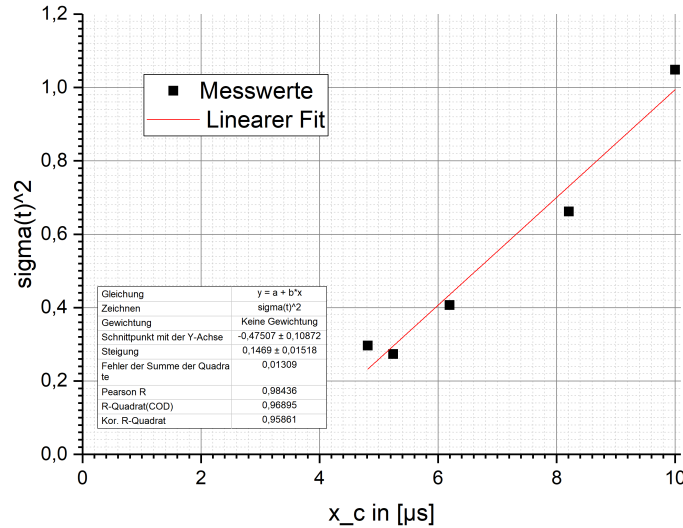 1,2
1,0
0,8
0,6
0,4
0,2
0,0
sigma(t)^2
Messwerte
Linearer Fit
Gleichung y = a + b*x
Zeichnen sigma(t)^2
Gewichtung Keine Gewichtung
Schnittpunkt mit der Y-Achse -0,47507 ± 0,10872
Steigung 0,1469 ± 0,01518
Fehler der Summe der Quadra
te 0,01309
Pearson R 0,98436
R-Quadrat(COD) 0,96895
Kor. R-Quadrat 0,95861
0 2 4 6 8 10
x_c in [µs]